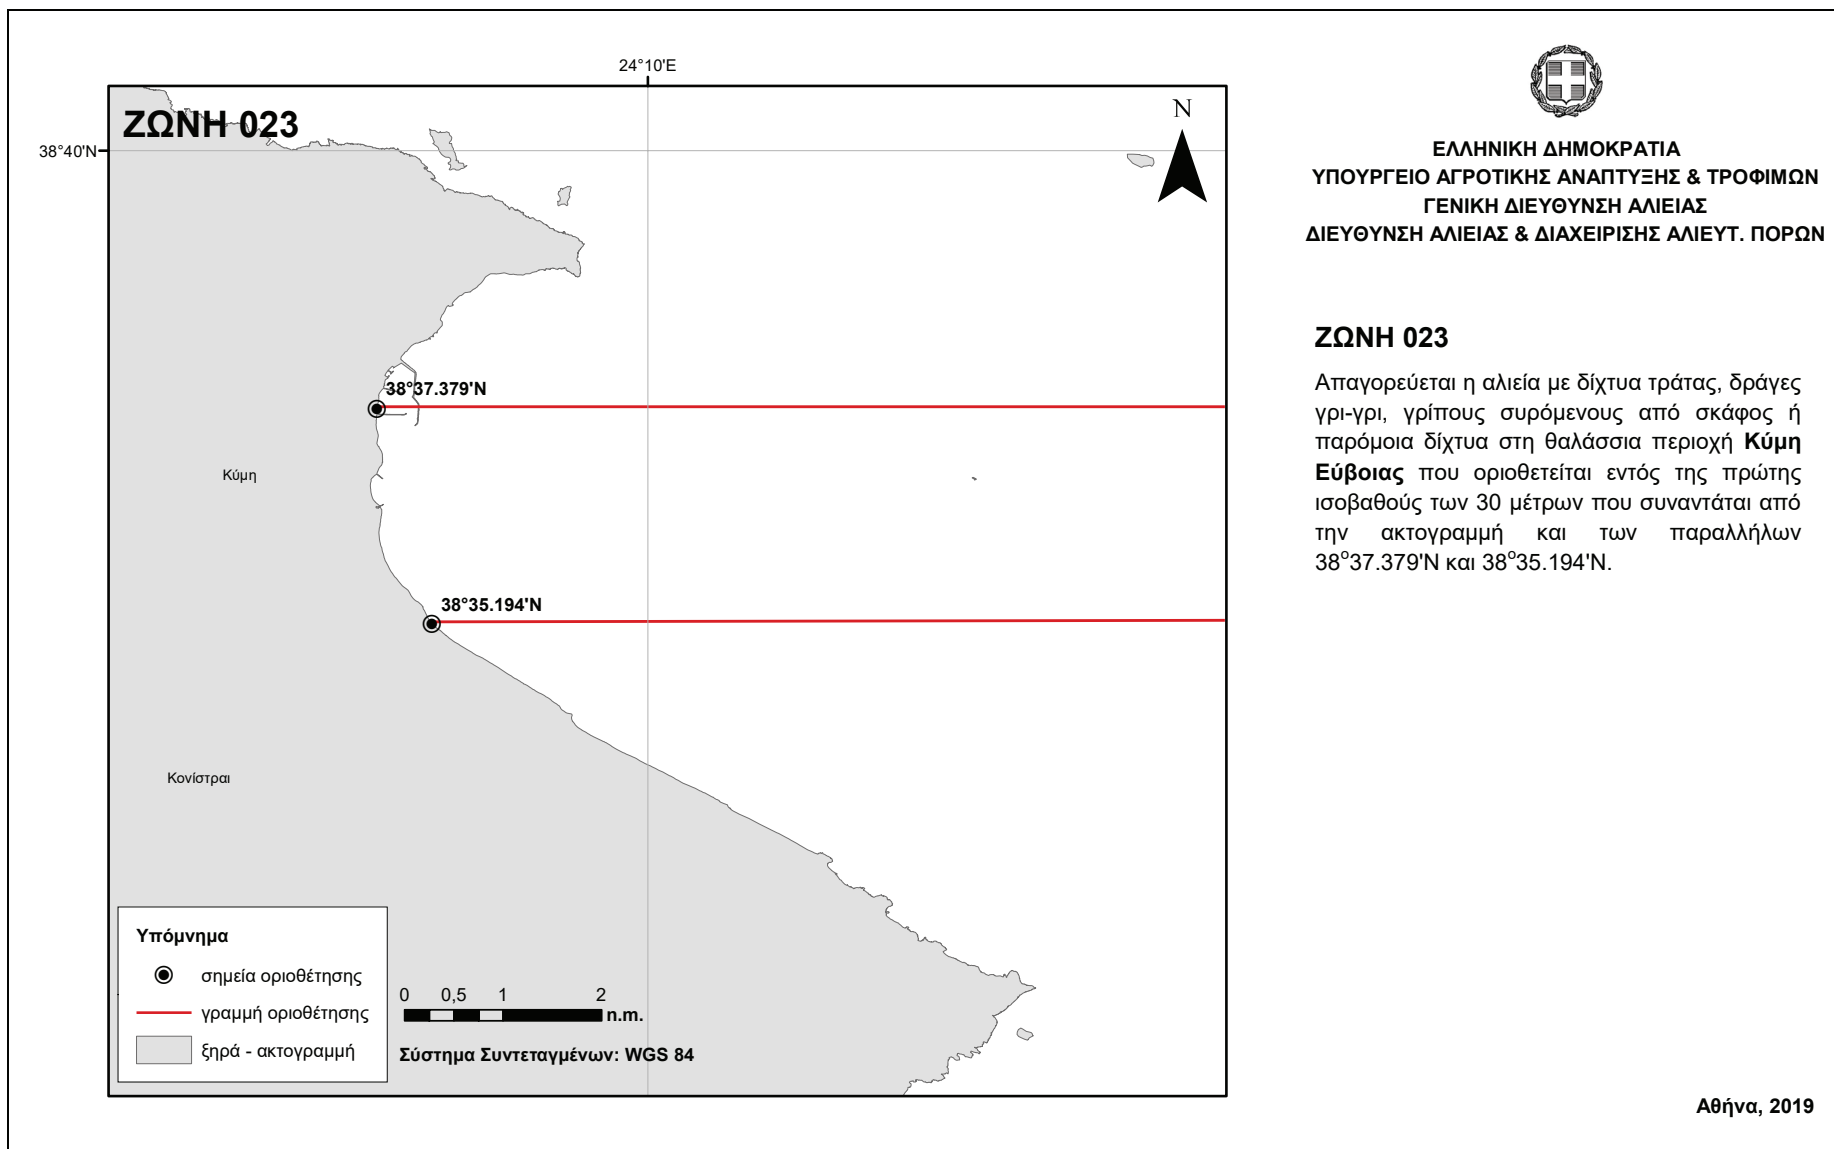 24°10'E
ΖΩΝΗ 023
N
38°40'N
38°37.379'N
Κύμη
38°35.194'N
Κονίστραι
Υπόμνημα
σημεία οριοθέτησης
γραμμή οριοθέτησης
ξηρά - ακτογραμμή
0 0,5 1 2
n.m.
Σύστημα Συντεταγμένων: WGS 84
ΕΛΛΗΝΙΚΗ ΔΗΜΟΚΡΑΤΙΑ
ΥΠΟΥΡΓΕΙΟ ΑΓΡΟΤΙΚΗΣ ΑΝΑΠΤΥΞΗΣ & ΤΡΟΦΙΜΩΝ
ΓΕΝΙΚΗ ΔΙΕΥΘΥΝΣΗ ΑΛΙΕΙΑΣ
ΔΙΕΥΘΥΝΣΗ ΑΛΙΕΙΑΣ & ΔΙΑΧΕΙΡΙΣΗΣ ΑΛΙΕΥΤ. ΠΟΡΩΝ
ΖΩΝΗ 023
Απαγορεύεται η αλιεία με δίχτυα τράτας, δράγες
γρι-γρι, γρίπους συρόμενους από σκάφος ή
παρόμοια δίχτυα στη θαλάσσια περιοχή Κύμη
Εύβοιας που οριοθετείται εντός της πρώτης
ισοβαθούς των 30 μέτρων που συναντάται από
την ακτογραμμή και των παραλλήλων
38°37.379'N και 38°35.194'N.
Αθήνα, 2019